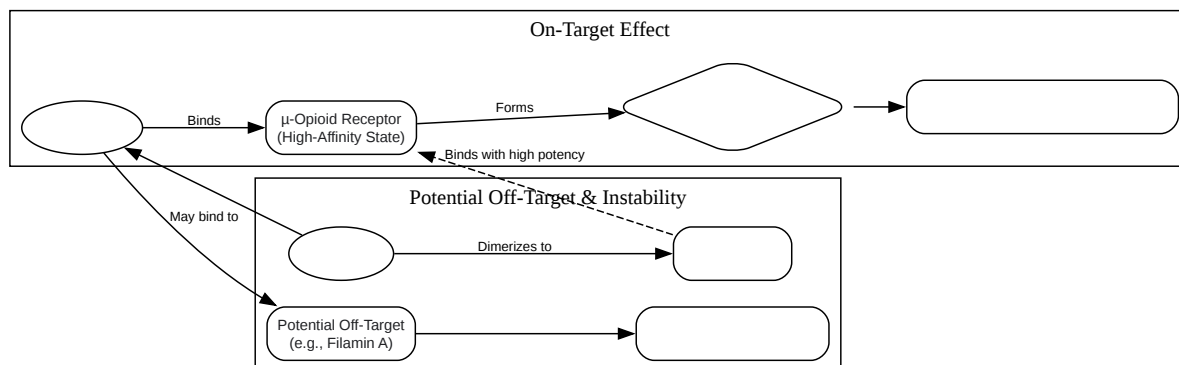 On-Target Effect
Binds
µ-Opioid Receptor
(High-Affinity State)
Forms
Binds with high potency
Potential Off-Target & Instability
May bind to
Dimerizes to
Potential Off-Target
(e.g., Filamin A)